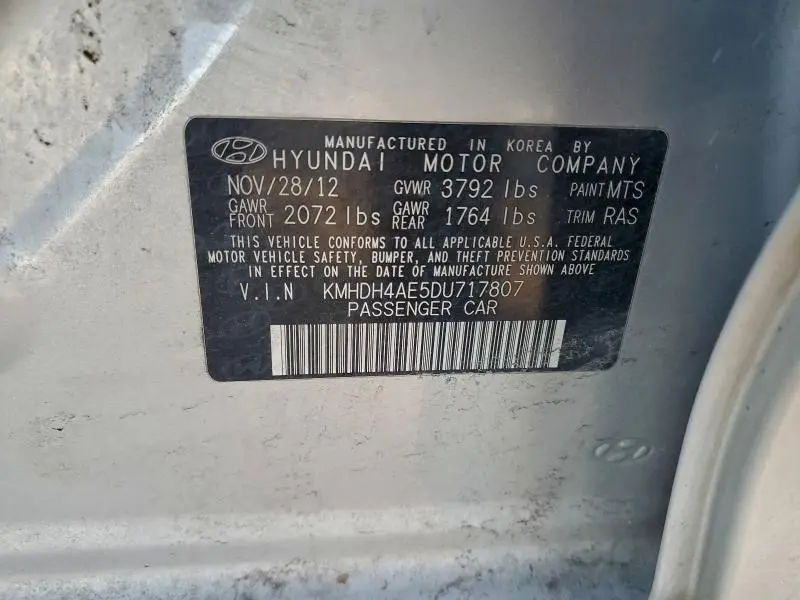 MANUFACTURED IN KOREA BY
HYUNDAI MOTOR COMPANY
NOV/28/12 GVWR 3792 lbs PAINT MTS
GAWR FRONT 2072 lbs GAWR REAR 1764 lbs TRIM RAS
THIS VEHICLE CONFORMS TO ALL APPLICABLE U.S.A. FEDERAL
MOTOR VEHICLE SAFETY, BUMPER, AND THEFT PREVENTION STANDARDS
IN EFFECT ON THE DATE OF MANUFACTURE SHOWN ABOVE
V.I.N KMHDH4AE5DU717807
PASSENGER CAR